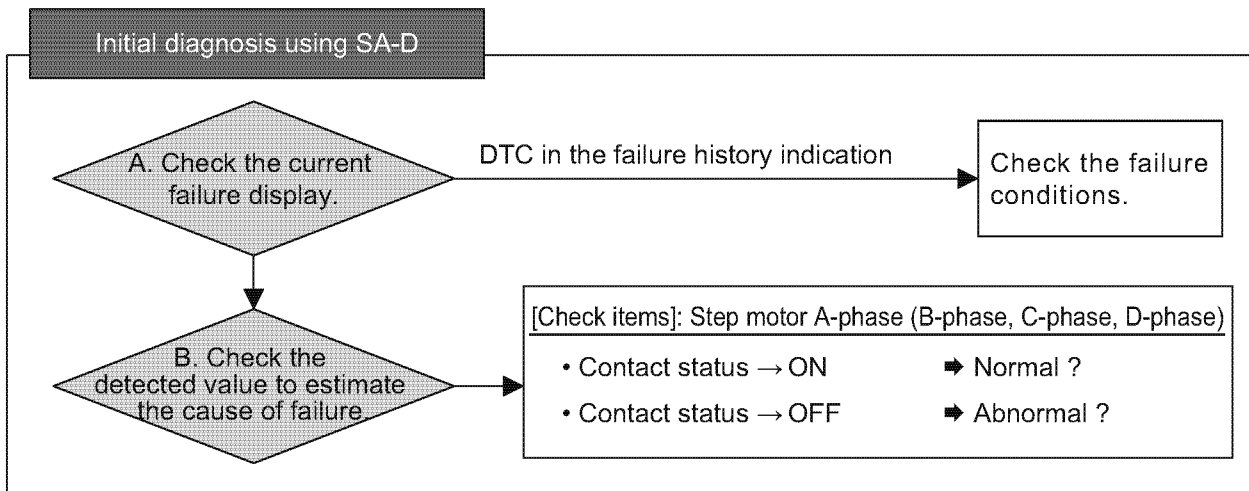 Initial diagnosis using SA-D
A. Check the current
failure display.
DTC in the failure history indication
Check the failure
conditions.
B. Check the
detected value to estimate
the cause of failure.
[Check items]: Step motor A-phase (B-phase, C-phase, D-phase)
• Contact status → ON ➡ Normal ?
• Contact status → OFF ➡ Abnormal ?